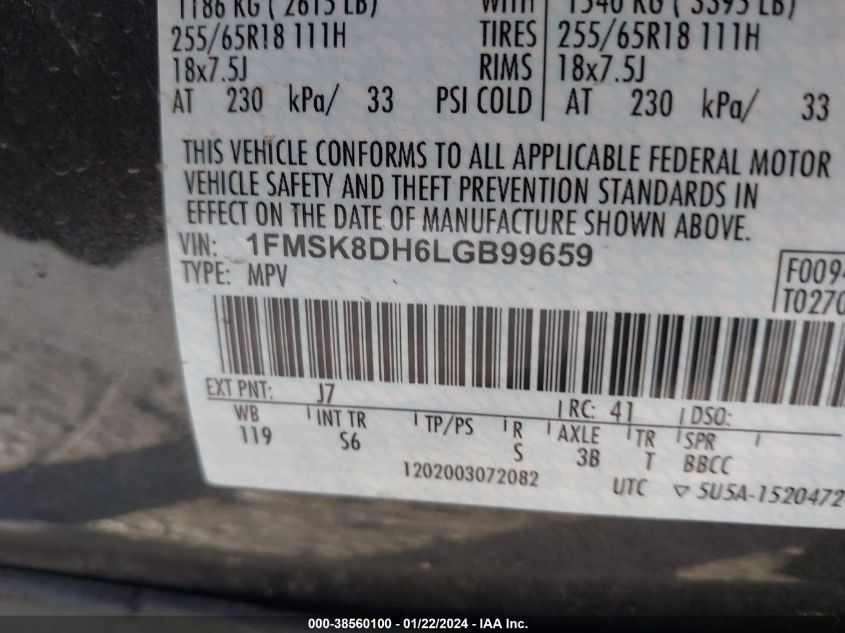 1186 KG ( 2615 LB) WITH 1540 KG ( 3395 LB)
255/65R18 111H TIRES 255/65R18 111H
18x7.5J RIMS 18x7.5J
AT 230 kPa/ 33 PSI COLD AT 230 kPa/ 33
THIS VEHICLE CONFORMS TO ALL APPLICABLE FEDERAL MOTOR
VEHICLE SAFETY AND THEFT PREVENTION STANDARDS IN
EFFECT ON THE DATE OF MANUFACTURE SHOWN ABOVE.
VIN: 1FMSK8DH6LGB99659
TYPE: MPV
F0094
T0270
EXT PNT: J7 RC: 41 DSO:
WB INT TR TP/PS R AXLE TR SPR
119 S6 S 3B T BBCC
1202003072082
UTC ▽ 5U5A-1520472
000-38560100 - 01/22/2024 - IAA Inc.